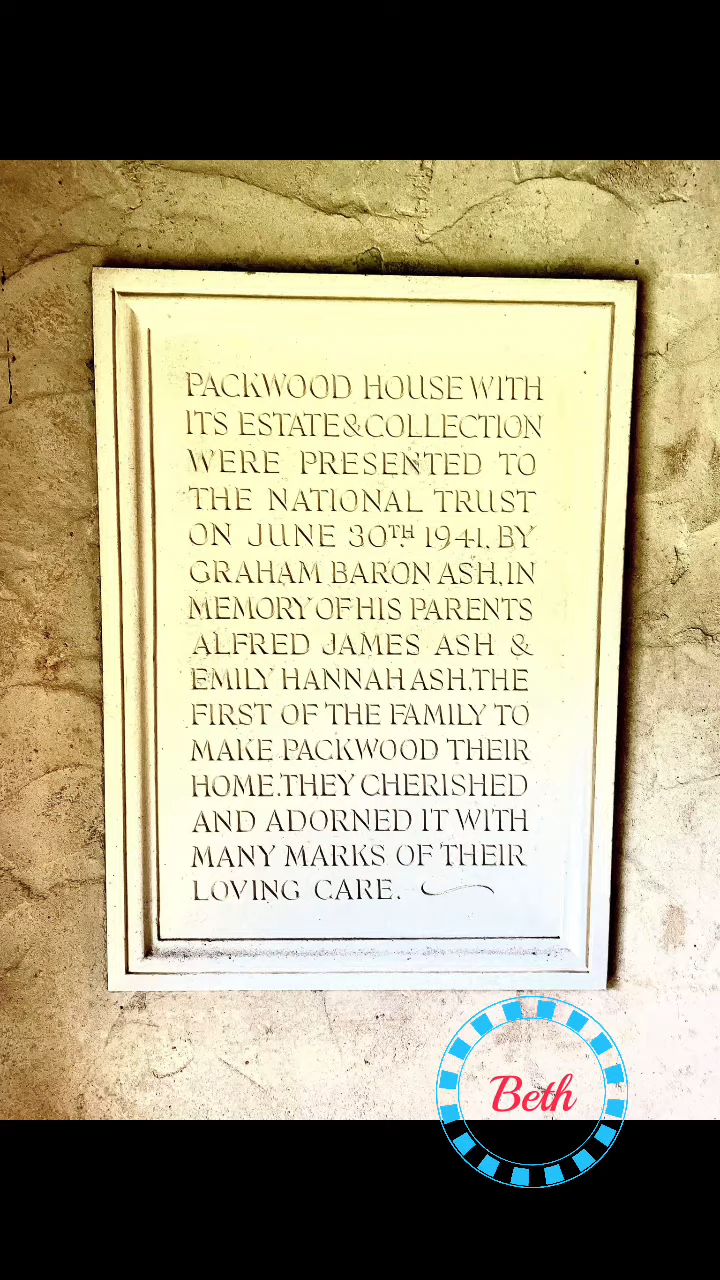 PACKWOOD HOUSE WITH
ITS ESTATE & COLLECTION
WERE PRESENTED TO
THE NATIONAL TRUST
ON JUNE 30TH 1941. BY
GRAHAM BARON ASH, IN
MEMORY OF HIS PARENTS
ALFRED JAMES ASH &
EMILY HANNAH ASH. THE
FIRST OF THE FAMILY TO
MAKE PACKWOOD THEIR
HOME. THEY CHERISHED
AND ADORNED IT WITH
MANY MARKS OF THEIR
LOVING CARE.
Beth